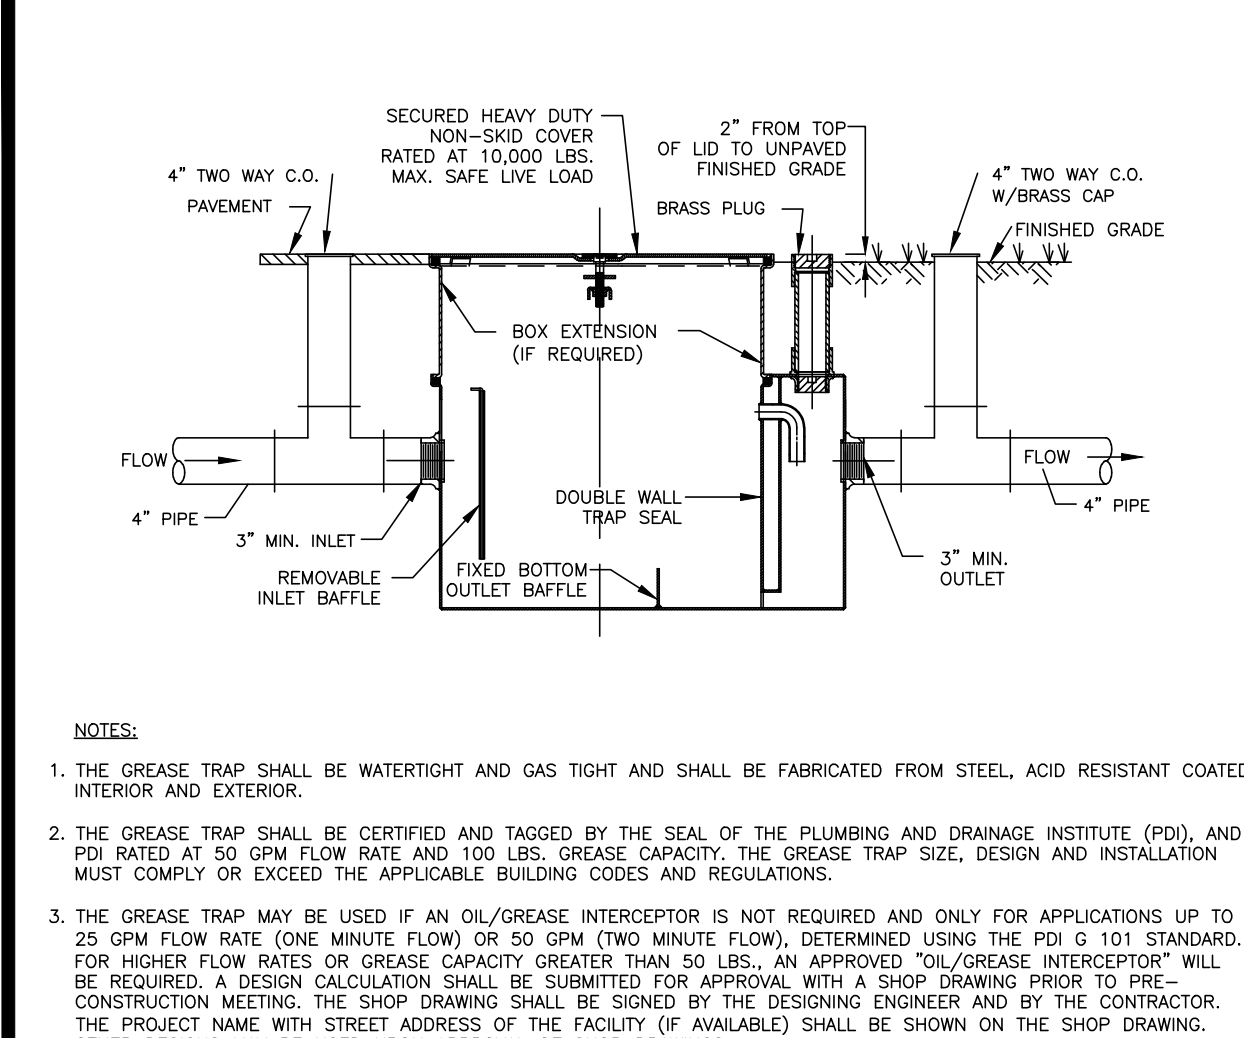 SECURED HEAVY DUTY
NON-SKID COVER
RATED AT 10,000 LBS.
MAX. SAFE LIVE LOAD
2" FROM TOP
OF LID TO UNPAVED
FINISHED GRADE
4" TWO WAY C.O.
PAVEMENT
BRASS PLUG
4" TWO WAY C.O.
W/BRASS CAP
FINISHED GRADE
BOX EXTENSION
(IF REQUIRED)
FLOW
FLOW
4" PIPE
3" MIN. INLET
DOUBLE WALL
TRAP SEAL
4" PIPE
REMOVABLE
INLET BAFFLE
FIXED BOTTOM
OUTLET BAFFLE
3" MIN.
OUTLET
NOTES:
1. THE GREASE TRAP SHALL BE WATERTIGHT AND GAS TIGHT AND SHALL BE FABRICATED FROM STEEL, ACID RESISTANT COATED
INTERIOR AND EXTERIOR.
2. THE GREASE TRAP SHALL BE CERTIFIED AND TAGGED BY THE SEAL OF THE PLUMBING AND DRAINAGE INSTITUTE (PDI), AND
PDI RATED AT 50 GPM FLOW RATE AND 100 LBS. GREASE CAPACITY. THE GREASE TRAP SIZE, DESIGN AND INSTALLATION
MUST COMPLY OR EXCEED THE APPLICABLE BUILDING CODES AND REGULATIONS.
3. THE GREASE TRAP MAY BE USED IF AN OIL/GREASE INTERCEPTOR IS NOT REQUIRED AND ONLY FOR APPLICATIONS UP TO
25 GPM FLOW RATE (ONE MINUTE FLOW) OR 50 GPM (TWO MINUTE FLOW), DETERMINED USING THE PDI G 101 STANDARD.
FOR HIGHER FLOW RATES OR GREASE CAPACITY GREATER THAN 50 LBS., AN APPROVED "OIL/GREASE INTERCEPTOR" WILL
BE REQUIRED. A DESIGN CALCULATION SHALL BE SUBMITTED FOR APPROVAL WITH A SHOP DRAWING PRIOR TO PRE-
CONSTRUCTION MEETING. THE SHOP DRAWING SHALL BE SIGNED BY THE DESIGNING ENGINEER AND BY THE CONTRACTOR.
THE PROJECT NAME WITH STREET ADDRESS OF THE FACILITY (IF AVAILABLE) SHALL BE SHOWN ON THE SHOP DRAWING.